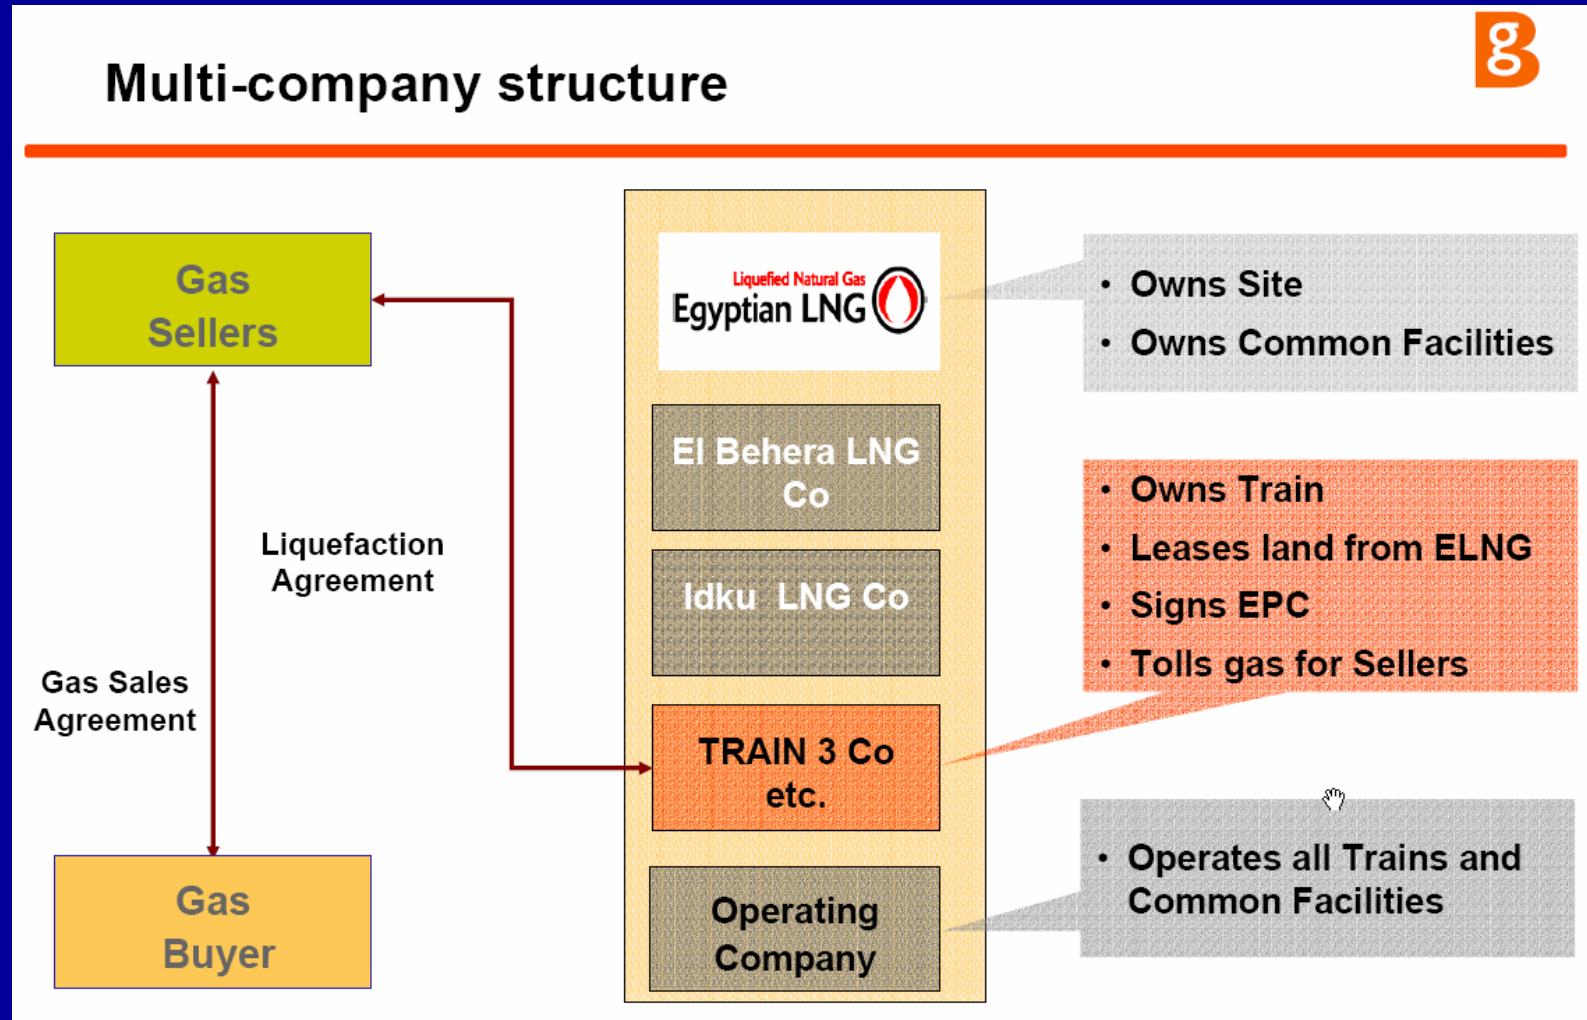 Multi-company structure
BG
Gas
Sellers
Liquefied Natural Gas
Egyptian LNG
• Owns Site
• Owns Common Facilities
El Behera LNG
Co
Idku LNG Co
• Owns Train
• Leases land from ELNG
• Signs EPC
• Tolls gas for Sellers
Liquefaction
Agreement
Gas Sales
Agreement
TRAIN 3 Co
etc.
• Operates all Trains and
Common Facilities
Gas
Buyer
Operating
Company